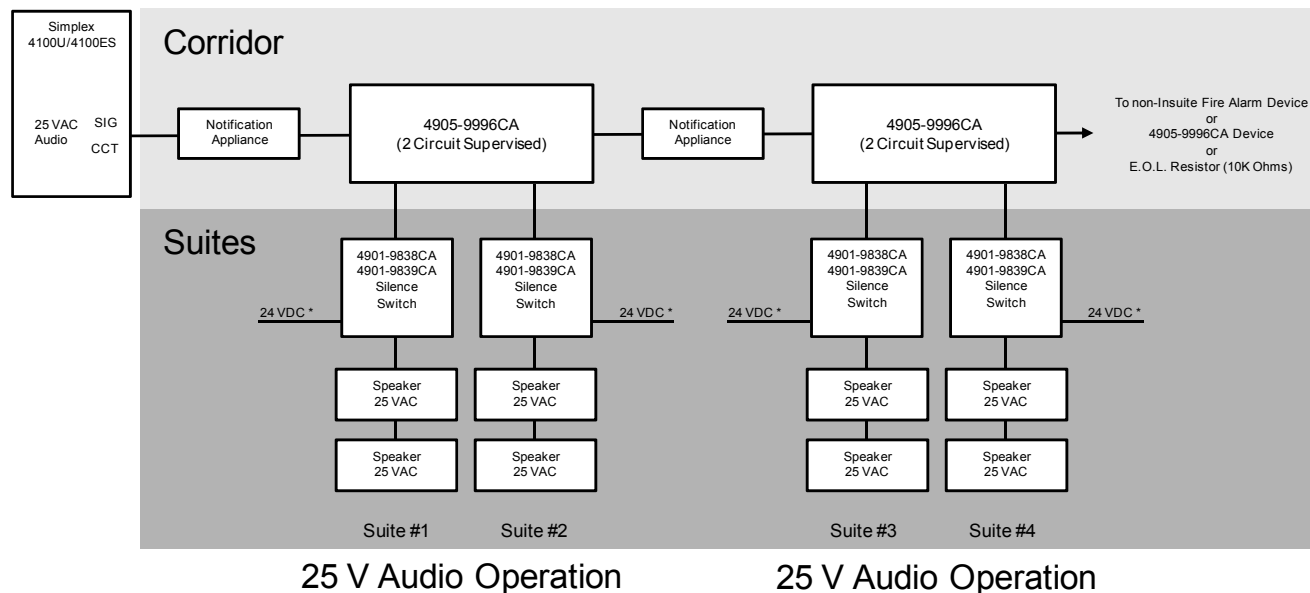 Simplex
4100U/4100ES
25 VAC SIG
Audio CCT
Corridor
Notification
Appliance
4905-9996CA
(2 Circuit Supervised)
Notification
Appliance
4905-9996CA
(2 Circuit Supervised)
To non-Insuite Fire Alarm Device
or
4905-9996CA Device
or
E.O.L. Resistor (10K Ohms)
Suites
4901-9838CA
4901-9839CA
Silence
Switch
4901-9838CA
4901-9839CA
Silence
Switch
4901-9838CA
4901-9839CA
Silence
Switch
4901-9838CA
4901-9839CA
Silence
Switch
24 VDC *
24 VDC *
24 VDC *
24 VDC *
Speaker
25 VAC
Speaker
25 VAC
Speaker
25 VAC
Speaker
25 VAC
Speaker
25 VAC
Speaker
25 VAC
Speaker
25 VAC
Speaker
25 VAC
Suite #1
Suite #2
Suite #3
Suite #4
25 V Audio Operation
25 V Audio Operation